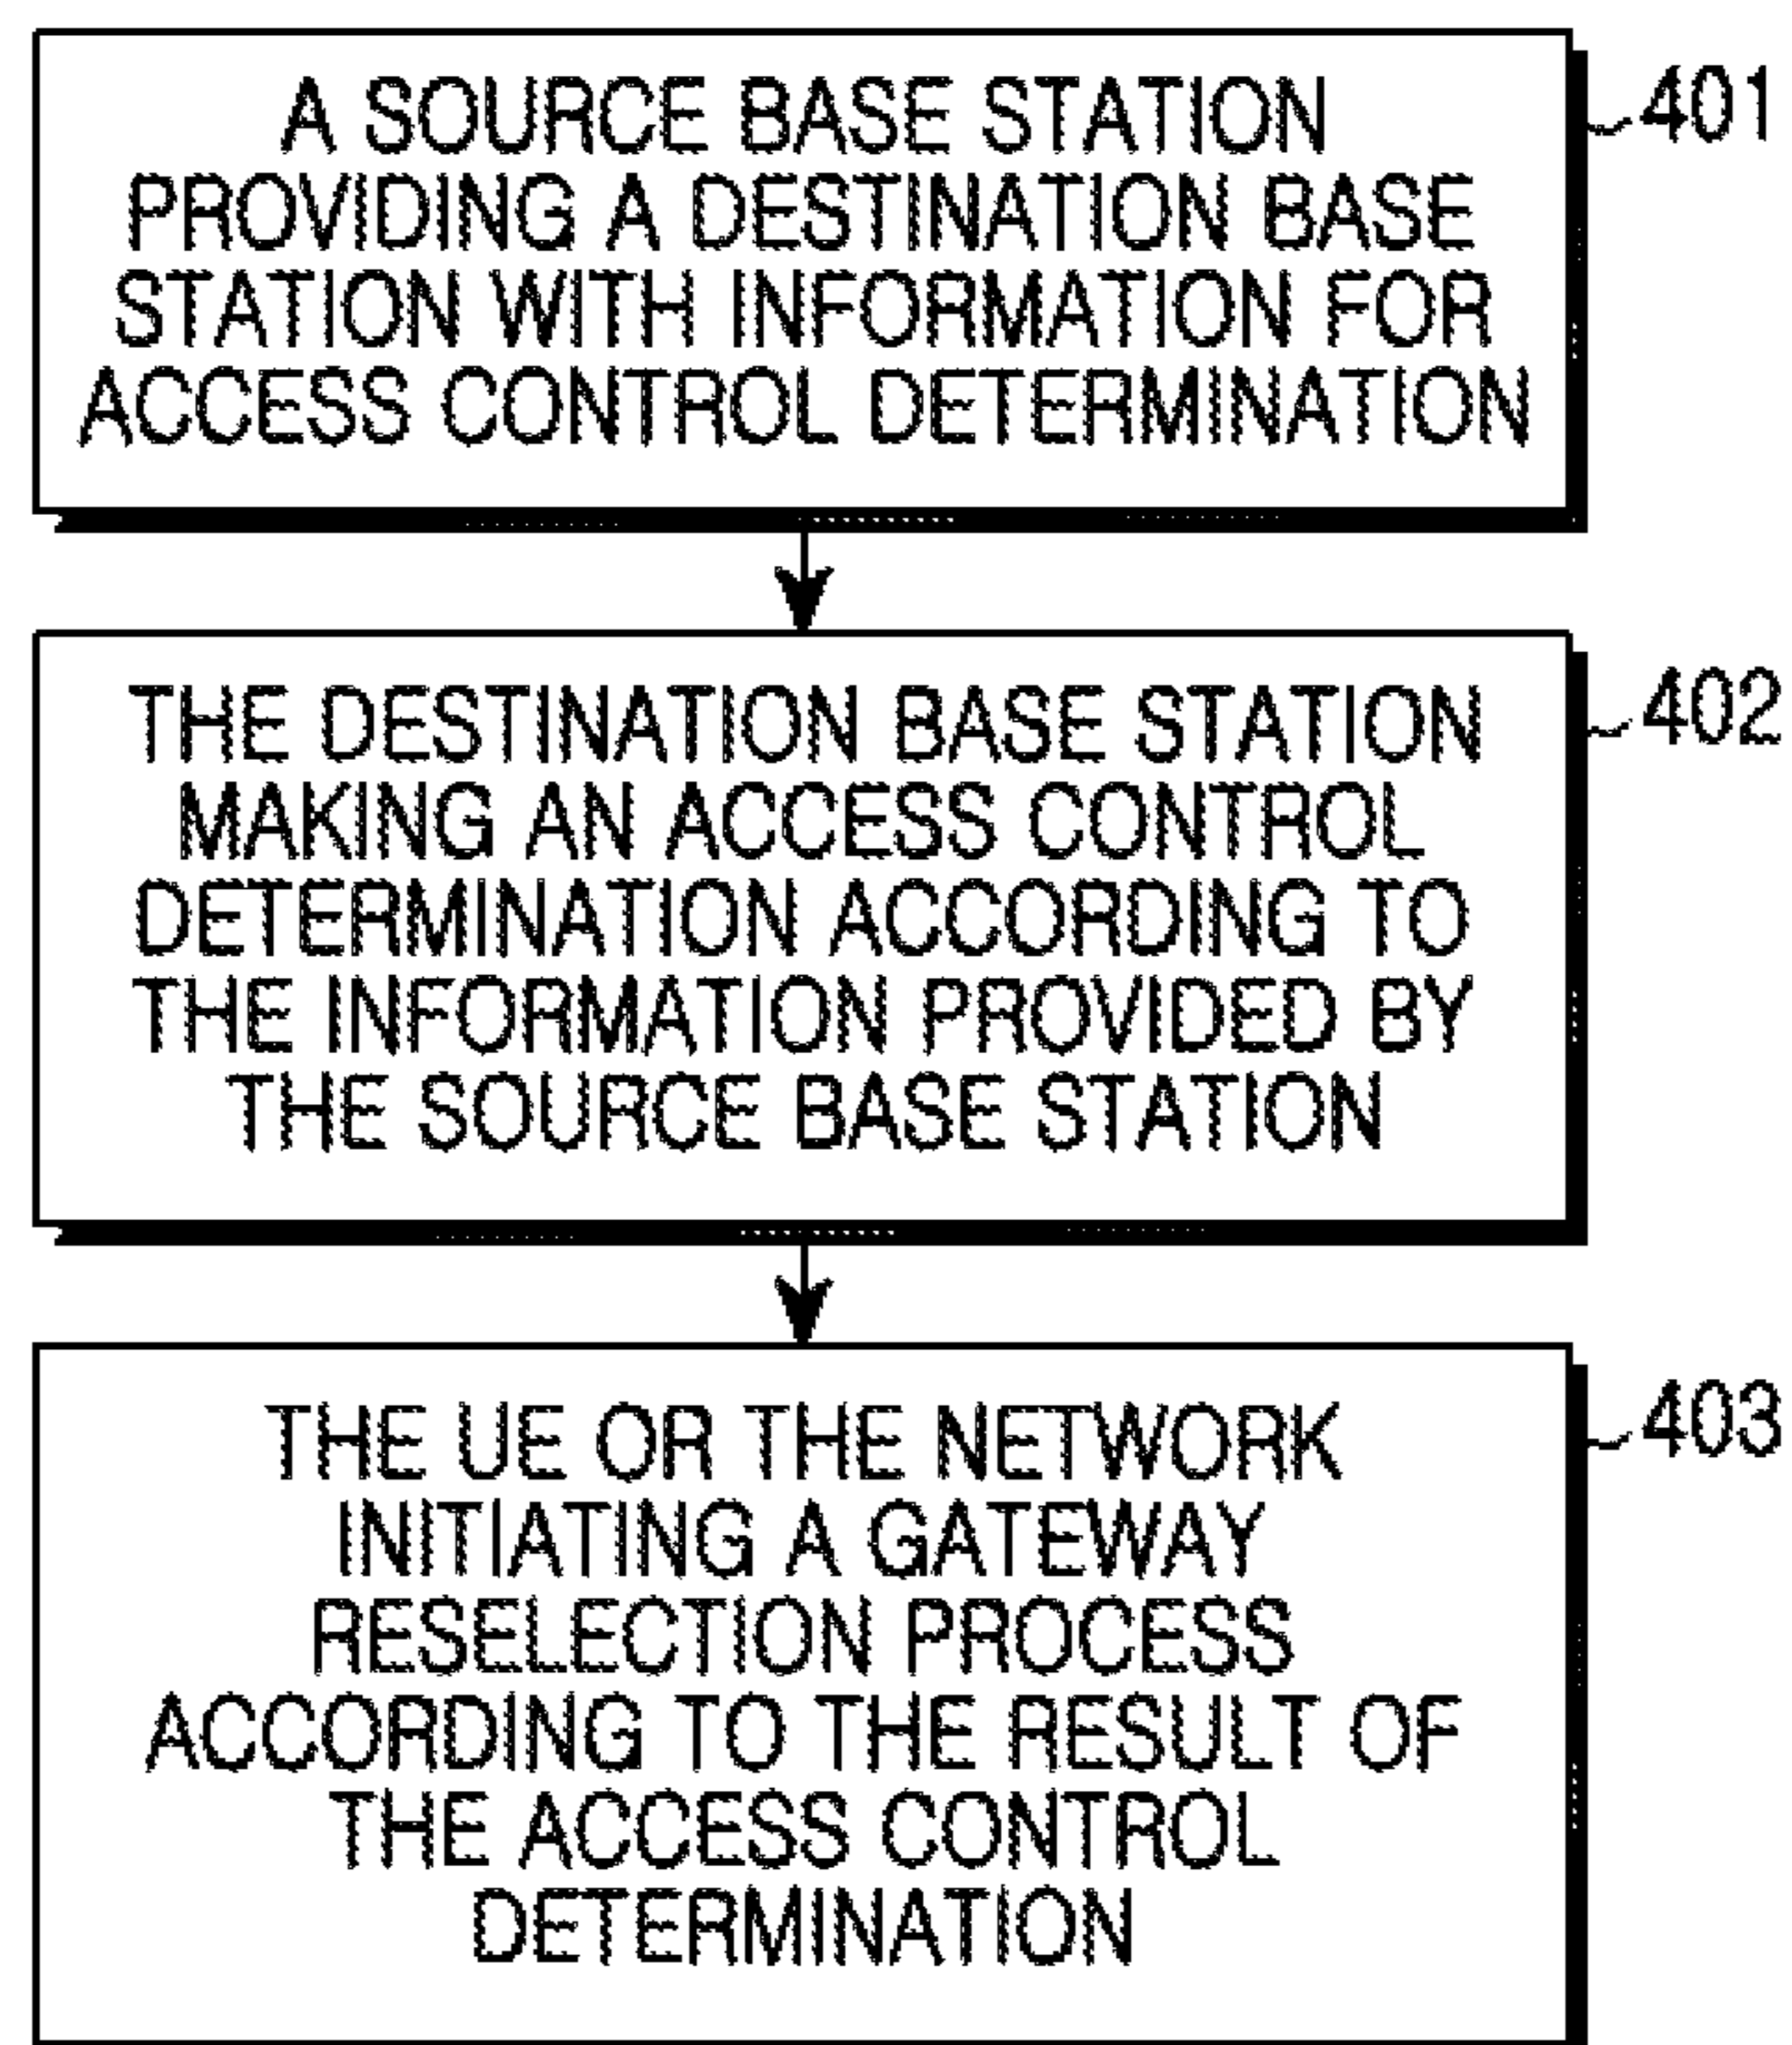 A SOURCE BASE STATION
PROVIDING A DESTINATION BASE
STATION WITH INFORMATION FOR
ACCESS CONTROL DETERMINATION
401
THE DESTINATION BASE STATION
MAKING AN ACCESS CONTROL
DETERMINATION ACCORDING TO
THE INFORMATION PROVIDED BY
THE SOURCE BASE STATION
402
THE UE OR THE NETWORK
INITIATING A GATEWAY
RESELECTION PROCESS
ACCORDING TO THE RESULT OF
THE ACCESS CONTROL
DETERMINATION
403